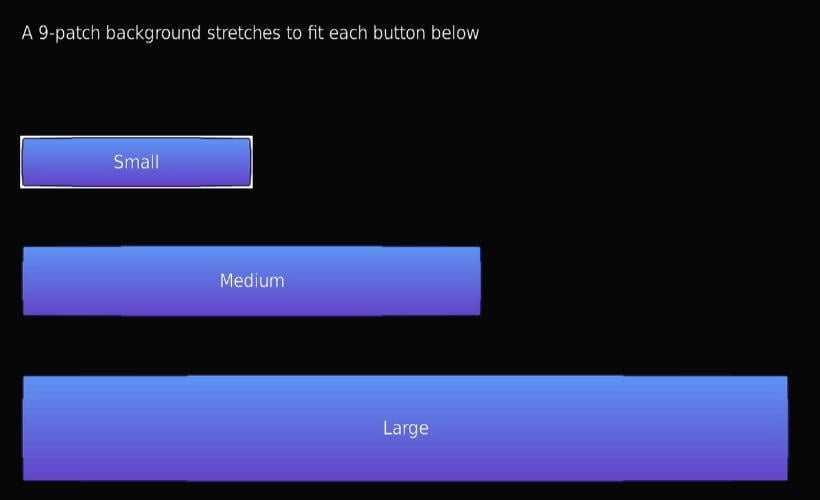 A 9-patch background stretches to fit each button below
Small
Medium
Large